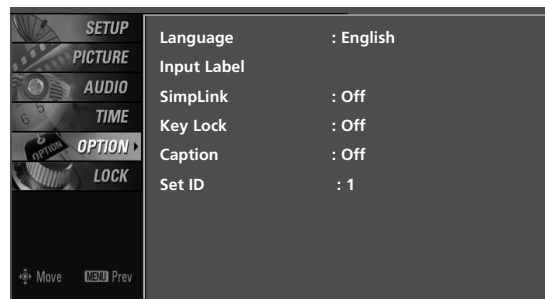 SETUP
PICTURE
AUDIO
TIME
OPTION
LOCK
Move MENU Prev
Language : English
Input Label
SimpLink : Off
Key Lock : Off
Caption : Off
Set ID : 1